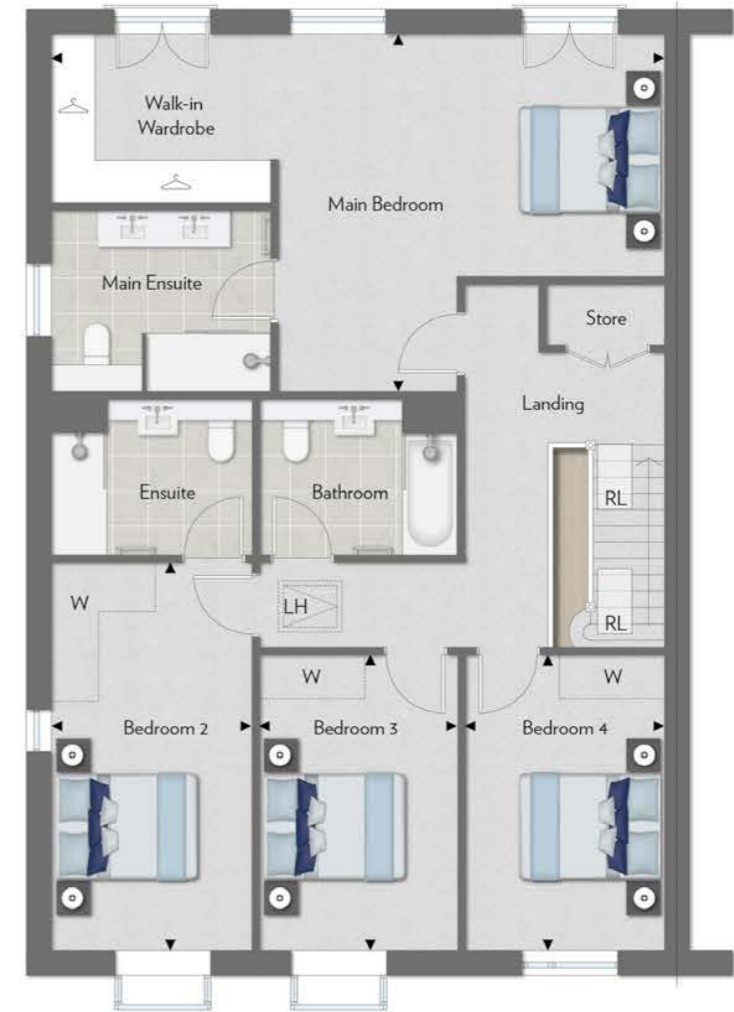 Walk-in
Wardrobe
Main Bedroom
Main Ensuite
Store
Landing
Ensuite
Bathroom
RL
W
LH
RL
W
W
Bedroom 2
Bedroom 3
Bedroom 4